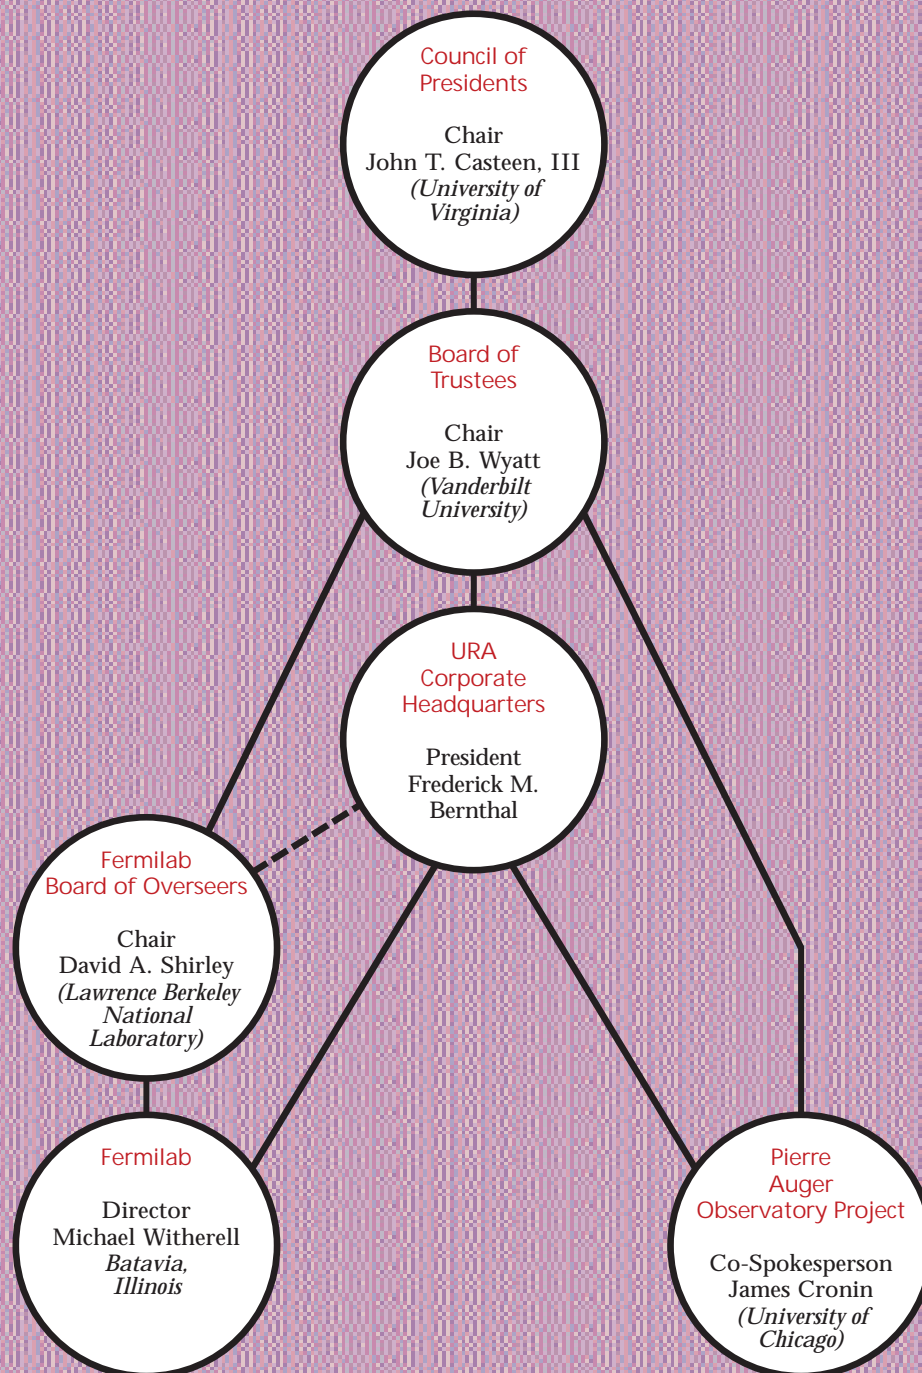 Council of
Presidents
Chair
John T. Casteen, III
(University of
Virginia)
Board of
Trustees
Chair
Joe B. Wyatt
(Vanderbilt
University)
URA
Corporate
Headquarters
President
Frederick M.
Bernthal
Fermilab
Board of Overseers
Chair
David A. Shirley
(Lawrence Berkeley
National
Laboratory)
Fermilab
Director
Michael Witherell
Batavia,
Illinois
Pierre
Auger
Observatory Project
Co-Spokesperson
James Cronin
(University of
Chicago)